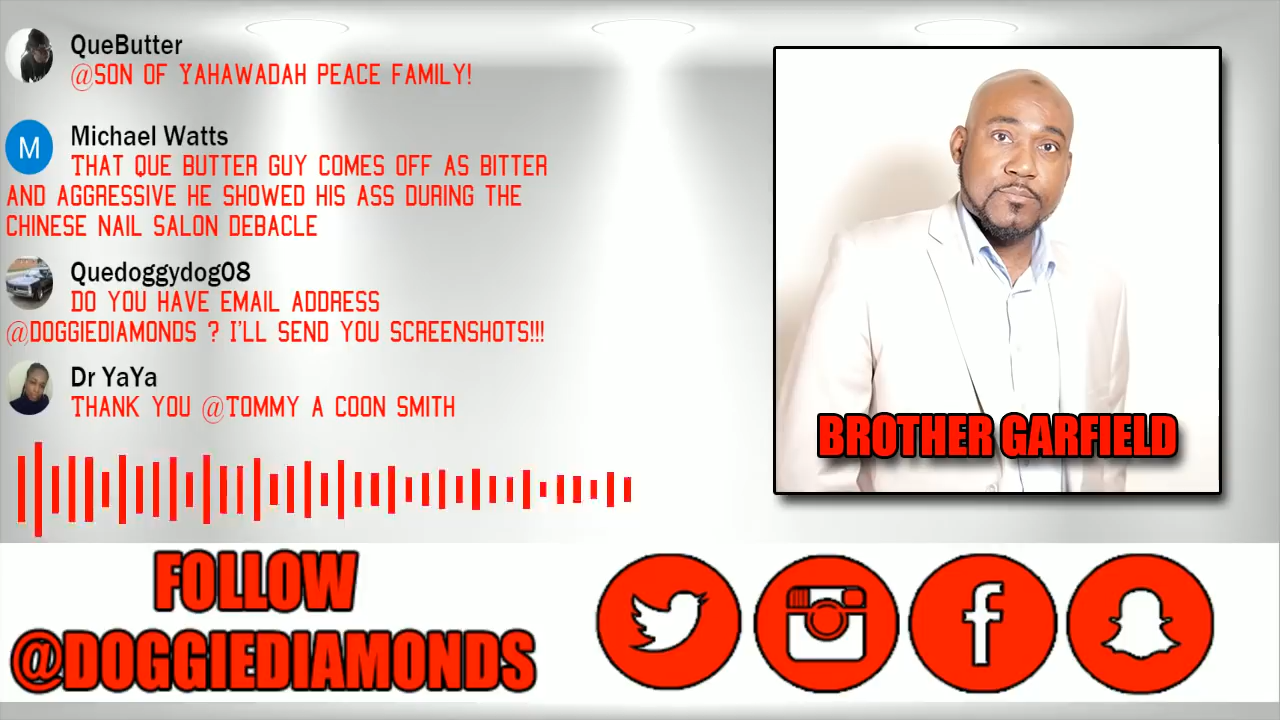 QueButter
@SON OF YAHAWADAH PEACE FAMILY!
M
Michael Watts
THAT QUE BUTTER GUY COMES OFF AS BITTER
AND AGGRESSIVE HE SHOWED HIS ASS DURING THE
CHINESE NAIL SALON DEBACLE
Quedoggydog08
DO YOU HAVE EMAIL ADDRESS
@DOGGIEDIAMONDS ? I'LL SEND YOU SCREENSHOTS!!!
Dr YaYa
THANK YOU @TOMMY A COON SMITH
BROTHER GARFIELD
FOLLOW
@DOGGIEDIAMONDS